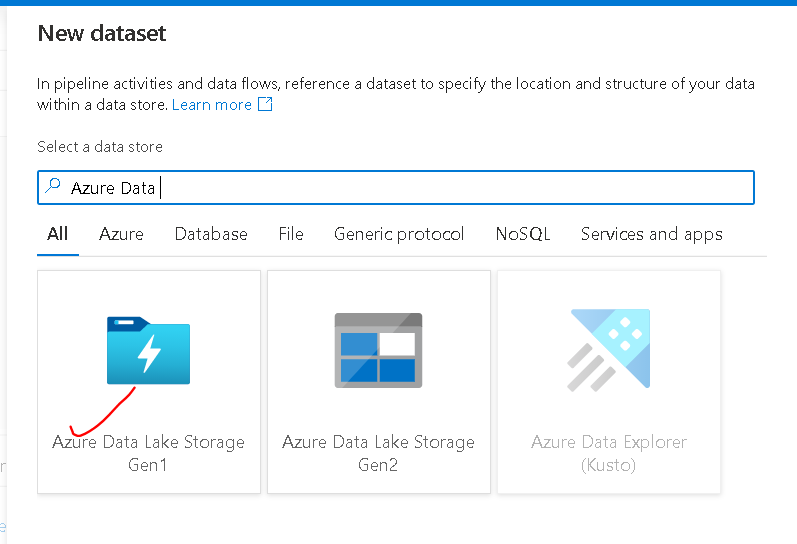 New dataset
In pipeline activities and data flows, reference a dataset to specify the location and structure of your data
within a data store. Learn more
Select a data store
Azure Data
All Azure Database File Generic protocol NoSQL Services and apps
Azure Data Lake Storage
Gen1
Azure Data Lake Storage
Gen2
Azure Data Explorer
(Kusto)